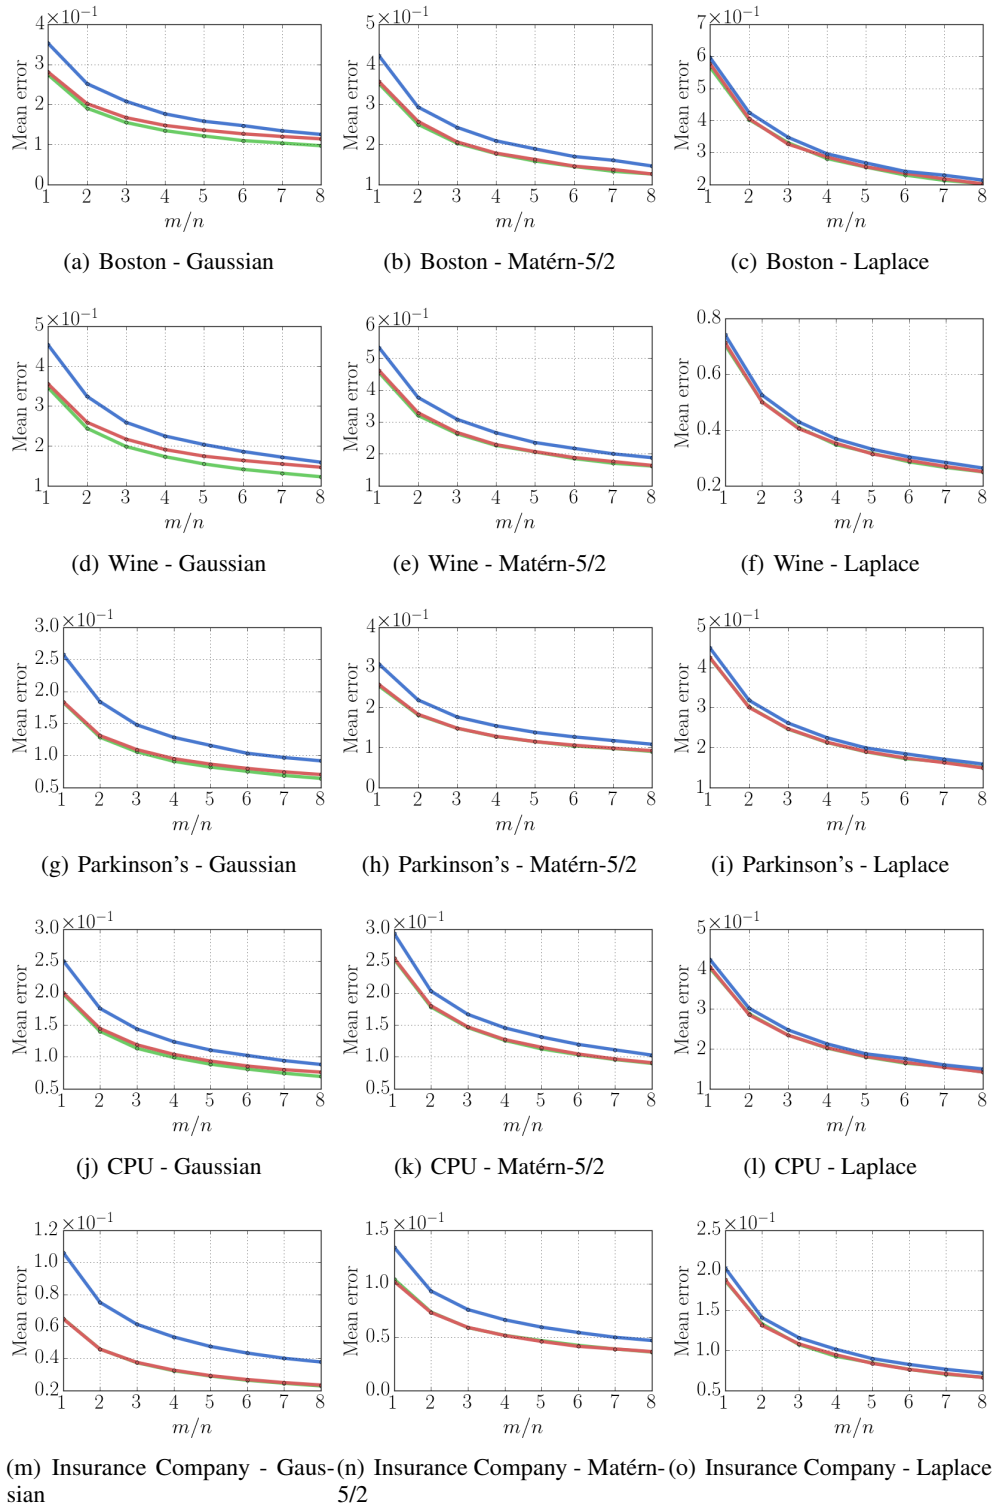 4 ×10⁻¹
3
2
1
0
Mean error
1 2 3 4 5 6 7 8
m/n
(a) Boston - Gaussian
5 ×10⁻¹
4
3
2
1
Mean error
1 2 3 4 5 6 7 8
m/n
(b) Boston - Matérn-5/2
7 ×10⁻¹
6
5
4
3
2
Mean error
1 2 3 4 5 6 7 8
m/n
(c) Boston - Laplace
5 ×10⁻¹
4
3
2
1
Mean error
1 2 3 4 5 6 7 8
m/n
(d) Wine - Gaussian
6 ×10⁻¹
5
4
3
2
1
Mean error
1 2 3 4 5 6 7 8
m/n
(e) Wine - Matérn-5/2
0.8
0.6
0.4
0.2
Mean error
1 2 3 4 5 6 7 8
m/n
(f) Wine - Laplace
3.0 ×10⁻¹
2.5
2.0
1.5
1.0
0.5
Mean error
1 2 3 4 5 6 7 8
m/n
(g) Parkinson's - Gaussian
4 ×10⁻¹
3
2
1
0
Mean error
1 2 3 4 5 6 7 8
m/n
(h) Parkinson's - Matérn-5/2
5 ×10⁻¹
4
3
2
1
Mean error
1 2 3 4 5 6 7 8
m/n
(i) Parkinson's - Laplace
3.0 ×10⁻¹
2.5
2.0
1.5
1.0
0.5
Mean error
1 2 3 4 5 6 7 8
m/n
(j) CPU - Gaussian
3.0 ×10⁻¹
2.5
2.0
1.5
1.0
0.5
Mean error
1 2 3 4 5 6 7 8
m/n
(k) CPU - Matérn-5/2
5 ×10⁻¹
4
3
2
1
Mean error
1 2 3 4 5 6 7 8
m/n
(l) CPU - Laplace
1.2 ×10⁻¹
1.0
0.8
0.6
0.4
0.2
Mean error
1 2 3 4 5 6 7 8
m/n
(m) Insurance Company - Gaus-
sian
1.5 ×10⁻¹
1.0
0.5
0.0
Mean error
1 2 3 4 5 6 7 8
m/n
(n) Insurance Company - Matérn-
5/2
2.5 ×10⁻¹
2.0
1.5
1.0
0.5
Mean error
1 2 3 4 5 6 7 8
m/n
(o) Insurance Company - Laplace